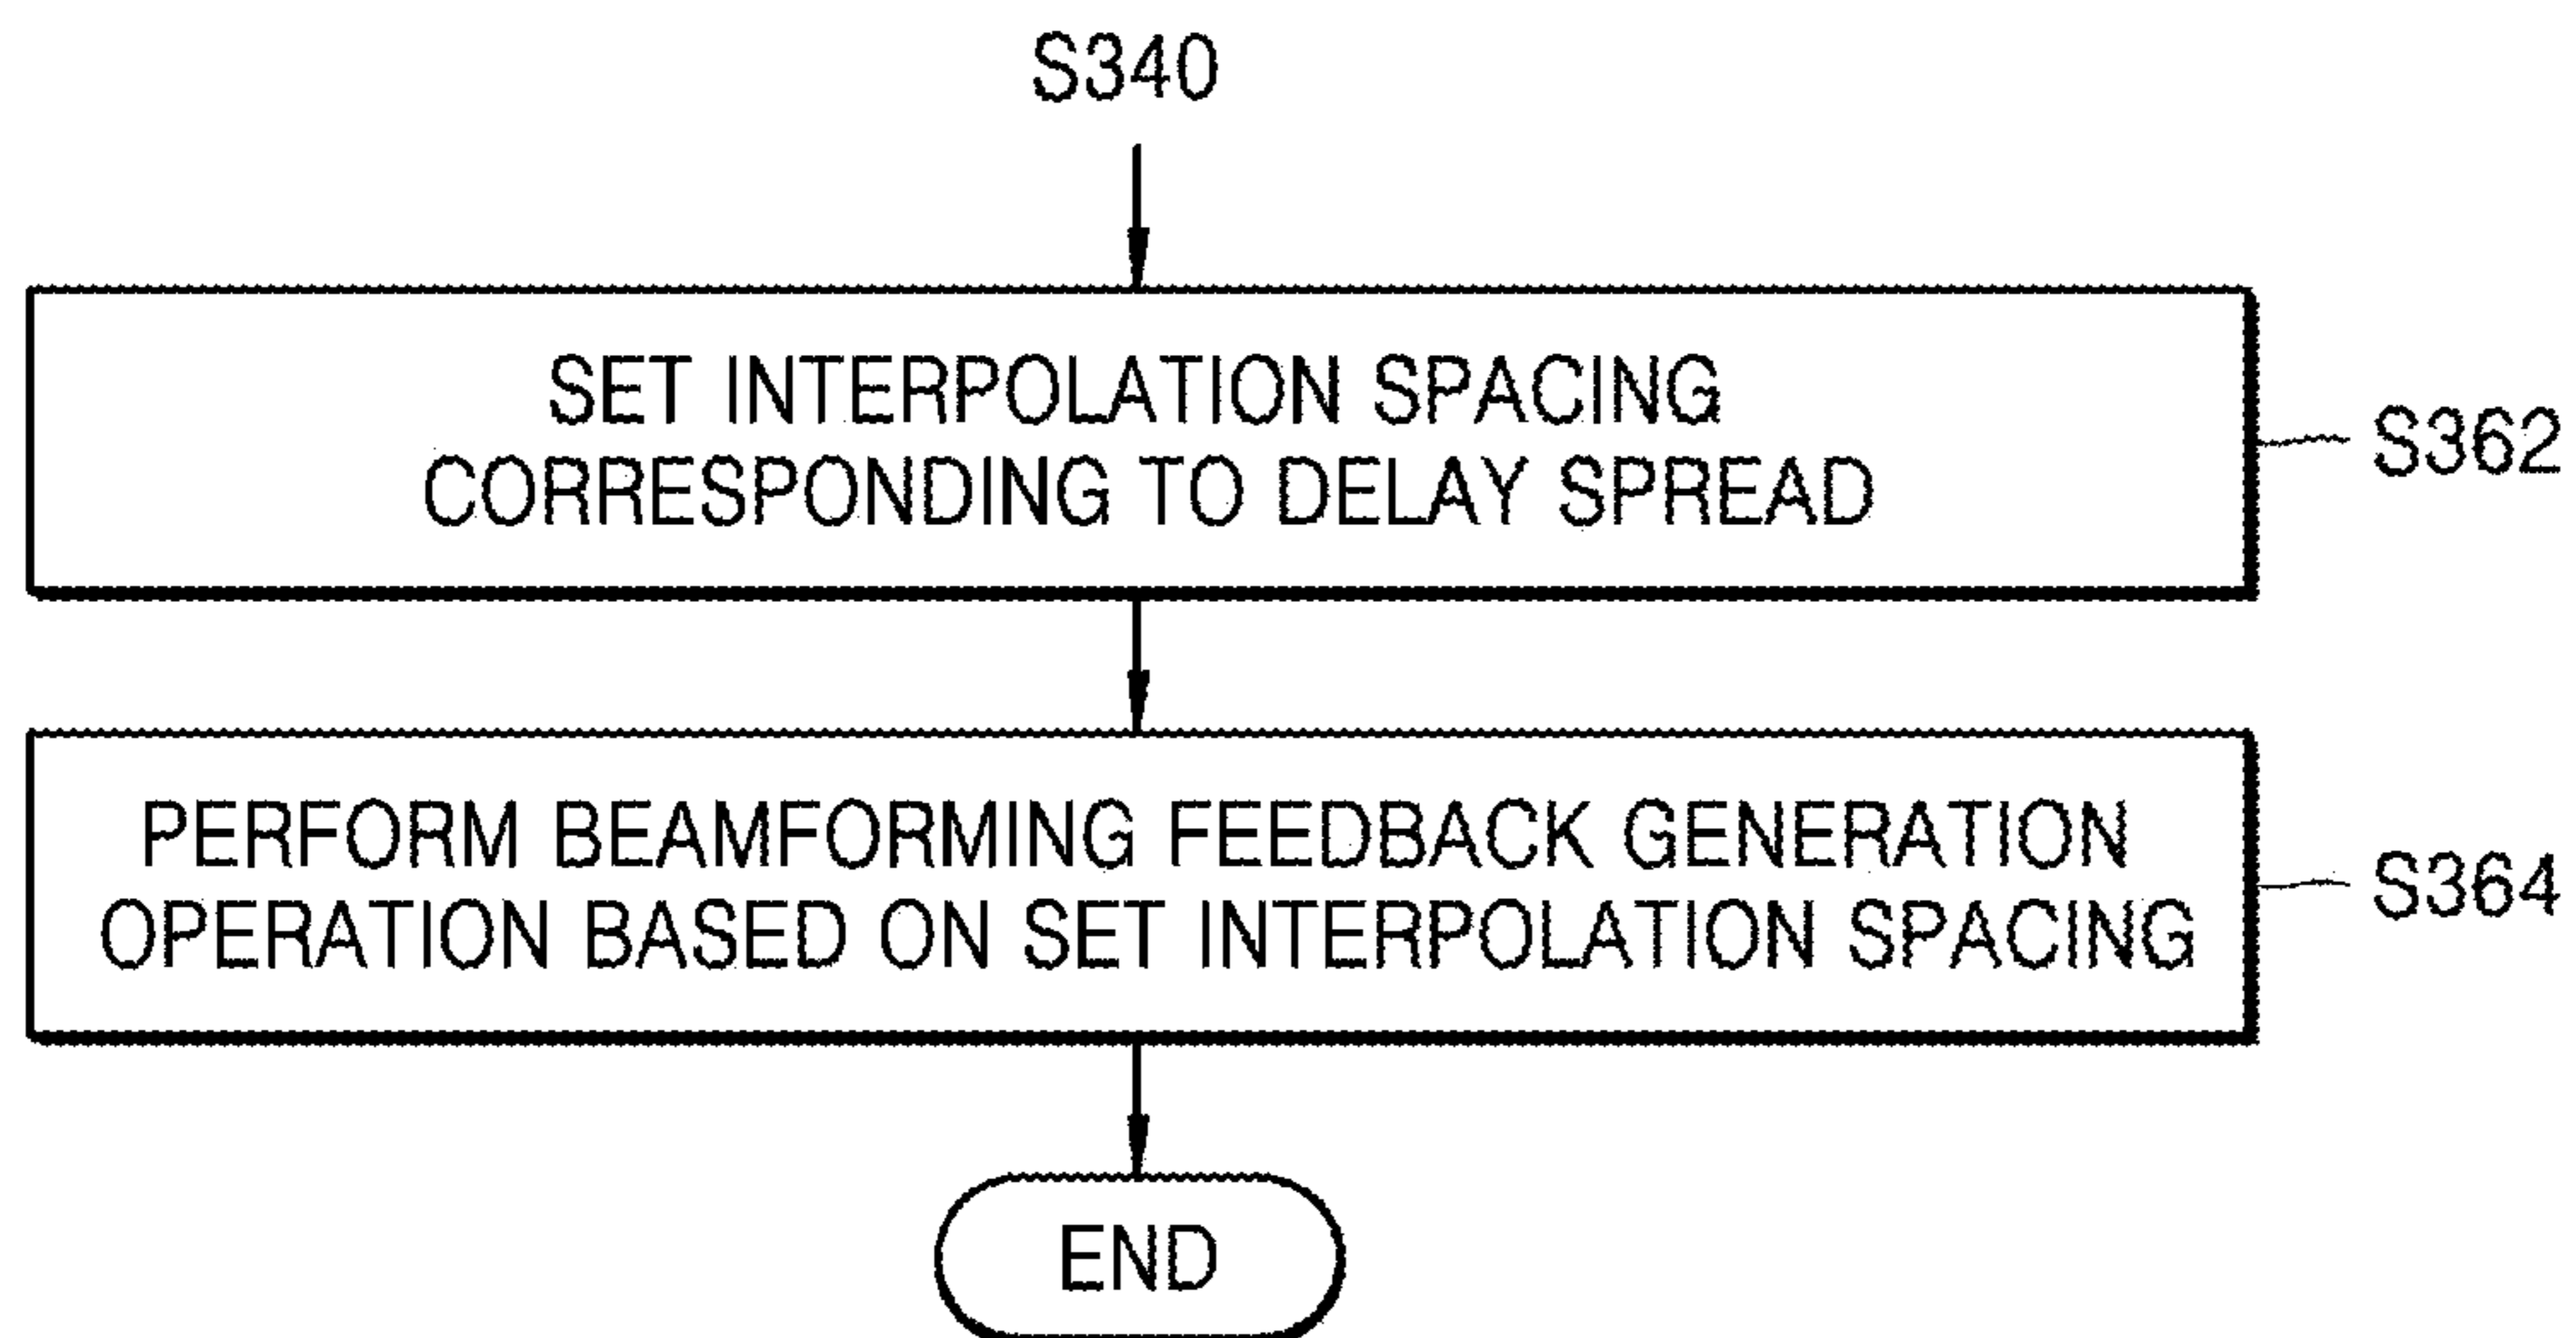 S340
SET INTERPOLATION SPACING
CORRESPONDING TO DELAY SPREAD
S362
PERFORM BEAMFORMING FEEDBACK GENERATION
OPERATION BASED ON SET INTERPOLATION SPACING
S364
END